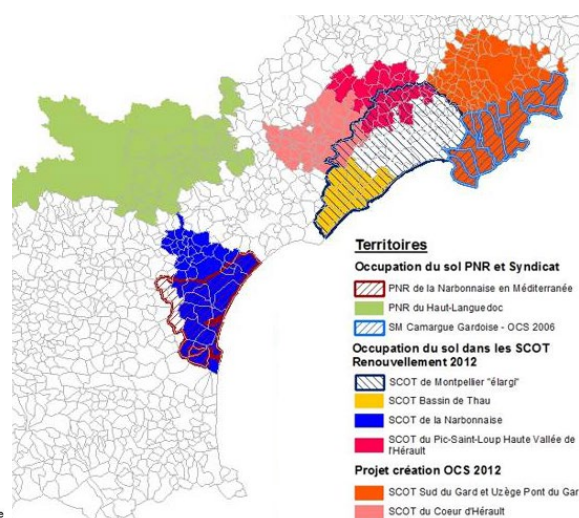 Territoires
Occupation du sol PNR et Syndicat
PNR de la Narbonnaise en Méditerranée
PNR du Haut-Languedoc
SM Camargue Gardoise - OCS 2006
Occupation du sol dans les SCOT
Renouvellement 2012
SCOT de Montpellier "élargi"
SCOT Bassin de Thau
SCOT de la Narbonnaise
SCOT du Pic-Saint-Loup Haute Vallée de
l'Hérault
Projet création OCS 2012
SCOT Sud du Gard et Uzège Pont du Gar
SCOT du Coeur d'Hérault
e